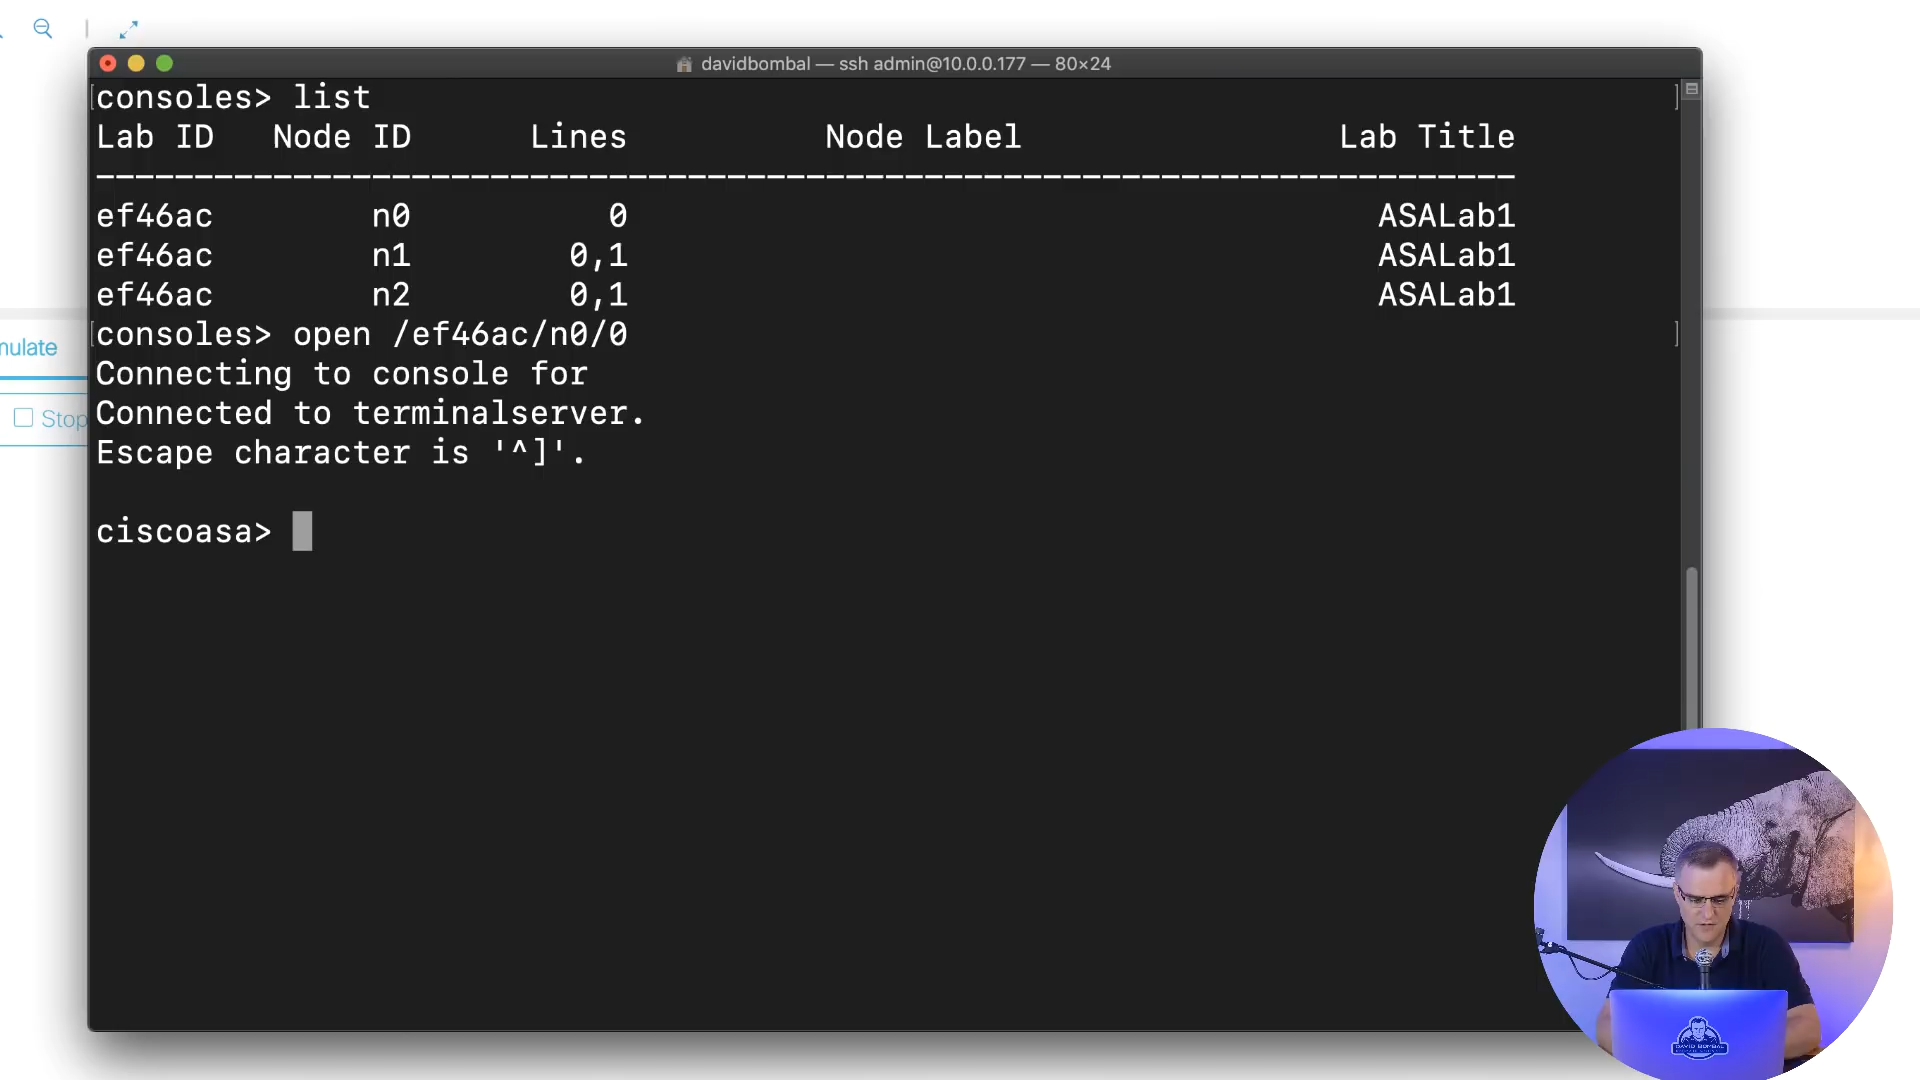 davidbombal — ssh admin@10.0.0.177 — 80×24
[consoles> list ]
Lab ID Node ID Lines Node Label Lab Title
------------------------------------------------------------------------
ef46ac n0 0 ASALab1
ef46ac n1 0,1 ASALab1
ef46ac n2 0,1 ASALab1
[consoles> open /ef46ac/n0/0 ]
Connecting to console for
Connected to terminalserver.
Escape character is '^]'.
ciscoasa>
mulate
Stop
DAVID BOMBAL